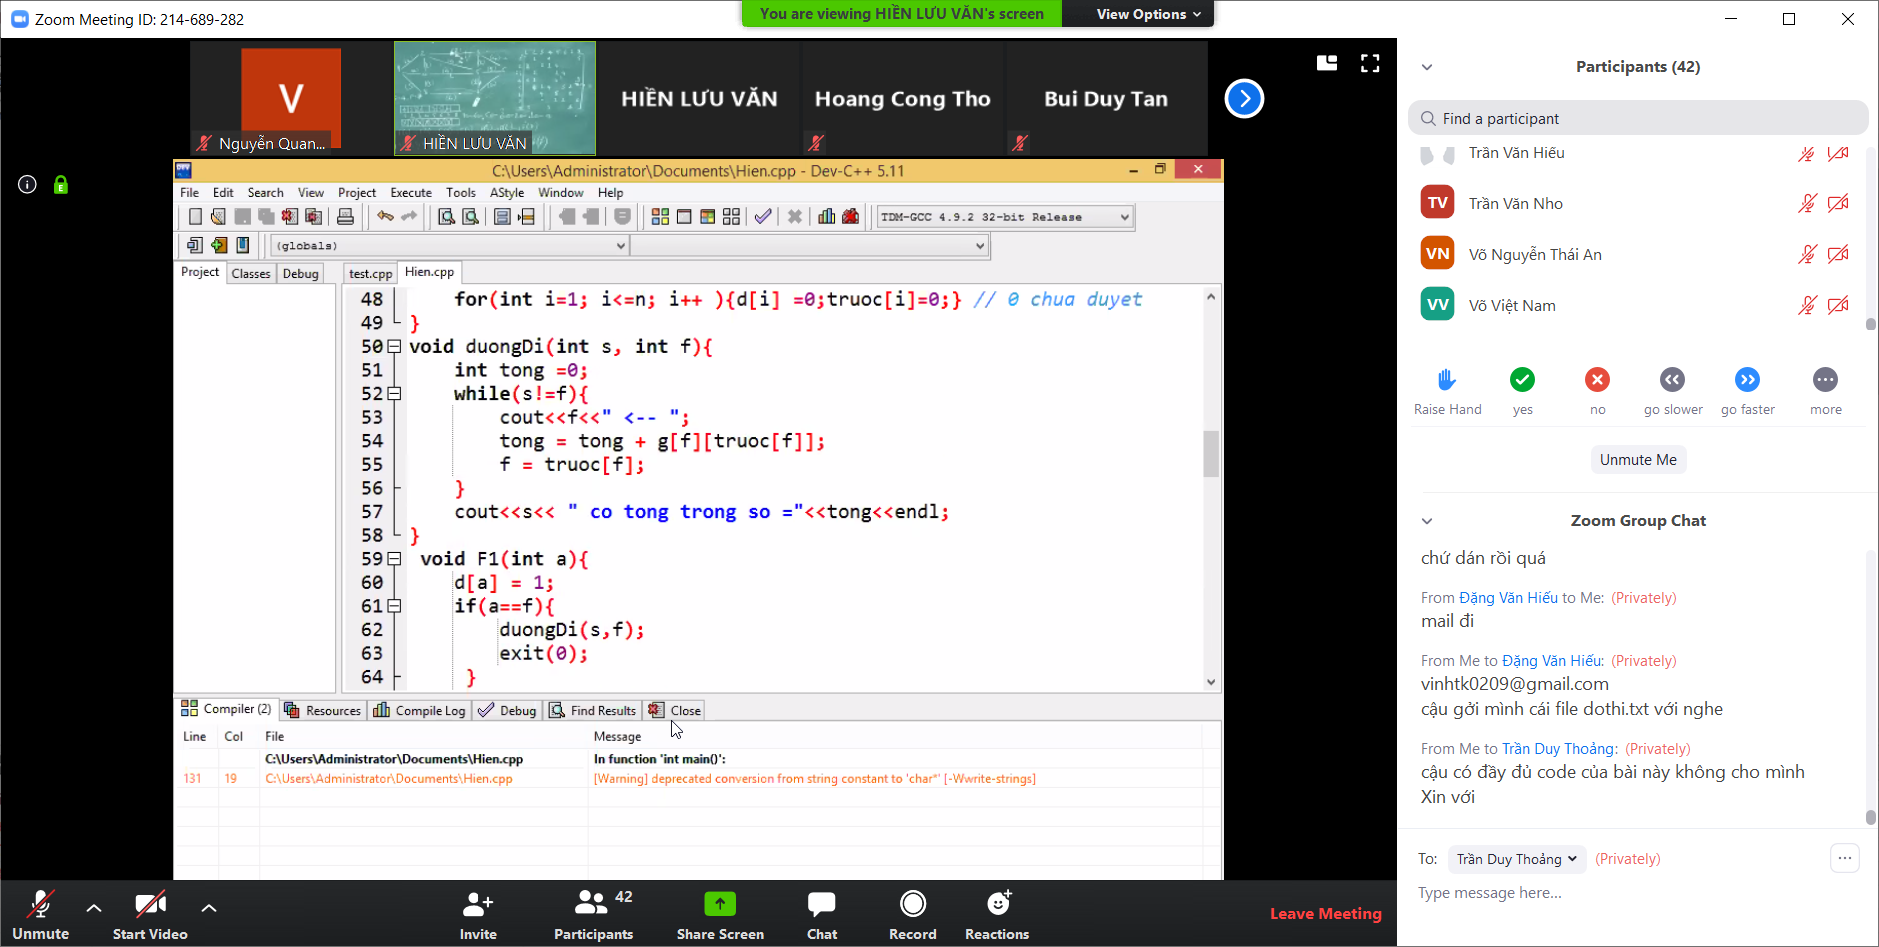 Zoom Meeting ID: 214-689-282
You are viewing HIỀN LƯU VĂN's screen
View Options
V
Nguyễn Quan...
HIỀN LƯU VĂN
HIỀN LƯU VĂN
Hoang Cong Tho
Bui Duy Tan
C:\Users\Administrator\Documents\Hien.cpp - Dev-C++ 5.11
File Edit Search View Project Execute Tools AStyle Window Help
TDM-GCC 4.9.2 32-bit Release
(globals)
Project Classes Debug
test.cpp Hien.cpp
48 for(int i=1; i<=n; i++ ){d[i] =0;truoc[i]=0;} // 0 chua duyet
49 }
50 void duongDi(int s, int f){
51 int tong =0;
52 while(s!=f){
53 cout<<f<<" <-- ";
54 tong = tong + g[f][truoc[f]];
55 f = truoc[f];
56 }
57 cout<<s<< " co tong trong so ="<<tong<<endl;
58 }
59 void F1(int a){
60 d[a] = 1;
61 if(a==f){
62 duongDi(s,f);
63 exit(0);
64 }
Compiler (2) Resources Compile Log Debug Find Results Close
Line Col File Message
C:\Users\Administrator\Documents\Hien.cpp In function 'int main()':
131 19 C:\Users\Administrator\Documents\Hien.cpp [Warning] deprecated conversion from string constant to 'char*' [-Wwrite-strings]
Unmute
Start Video
Invite
42
Participants
Share Screen
Chat
Record
Reactions
Leave Meeting
Participants (42)
Find a participant
Trần Văn Hiếu
TV Trần Văn Nho
VN Võ Nguyễn Thái An
VV Võ Việt Nam
Raise Hand yes no go slower go faster more
Unmute Me
Zoom Group Chat
chứ dán rồi quá
From Đặng Văn Hiếu to Me: (Privately)
mail đi
From Me to Đặng Văn Hiếu: (Privately)
vinhtk0209@gmail.com
cậu gởi mình cái file dothi.txt với nghe
From Me to Trần Duy Thoảng: (Privately)
cậu có đầy đủ code của bài này không cho mình
Xin với
To: Trần Duy Thoảng (Privately)
Type message here...